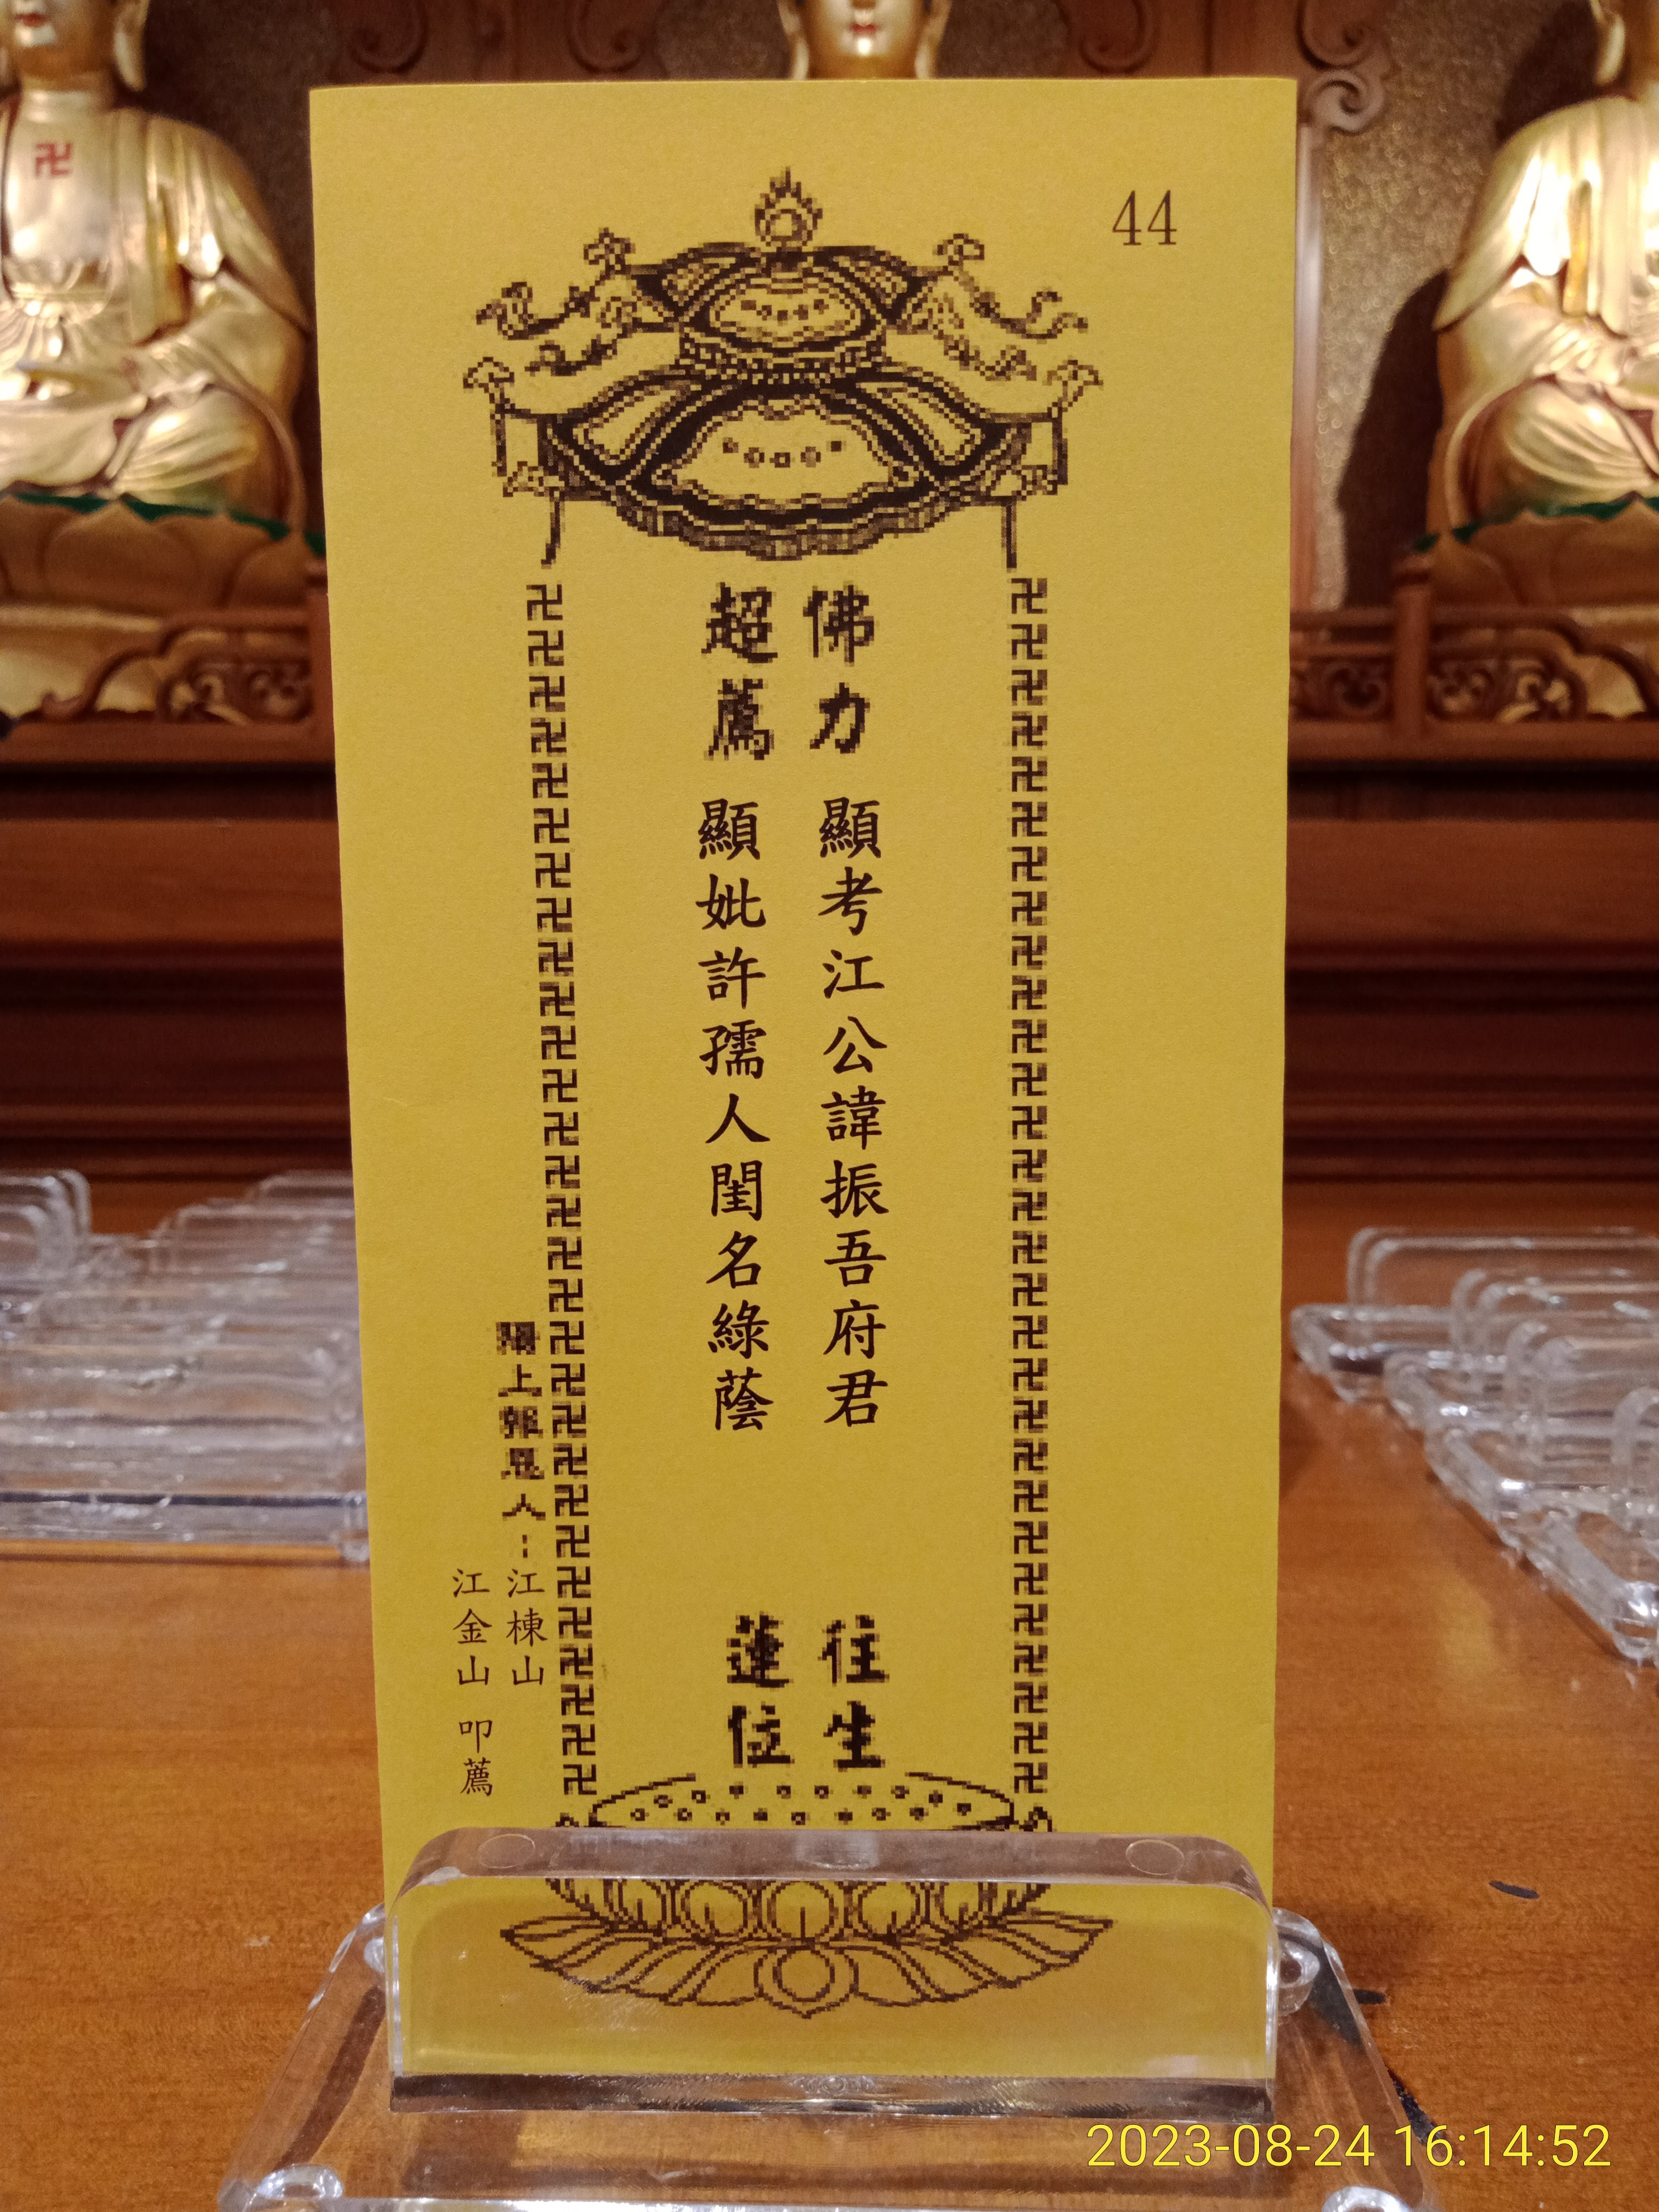 44
佛力 顯考江公諱振吾府君 往生
超薦 顯妣許孺人閨名綠蔭 蓮位
陽上報恩人:江棟山
江金山 叩薦
2023-08-24 16:14:52